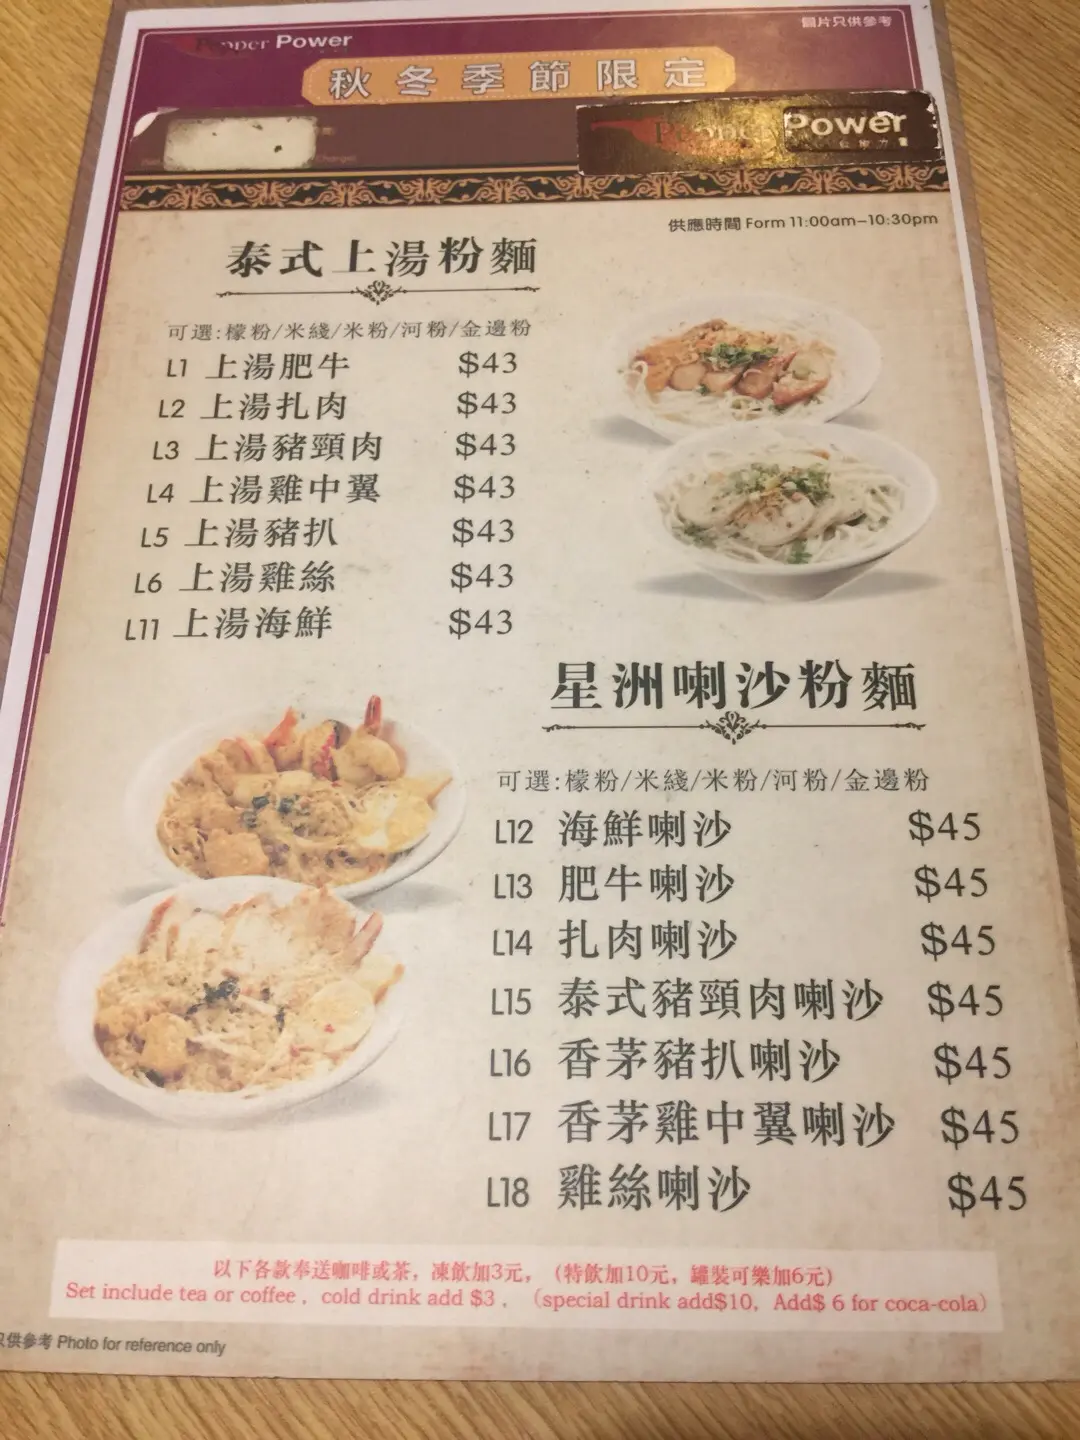 圖片只供參考
Pepper Power
秋冬季節限定
Pepper Power
供應時間 Form 11:00am-10:30pm
泰式上湯粉麵
可選:檬粉/米綫/米粉/河粉/金邊粉
L1 上湯肥牛 $43
L2 上湯扎肉 $43
L3 上湯豬頸肉 $43
L4 上湯雞中翼 $43
L5 上湯豬扒 $43
L6 上湯雞絲 $43
L11 上湯海鮮 $43
星洲喇沙粉麵
可選:檬粉/米綫/米粉/河粉/金邊粉
L12 海鮮喇沙 $45
L13 肥牛喇沙 $45
L14 扎肉喇沙 $45
L15 泰式豬頸肉喇沙 $45
L16 香茅豬扒喇沙 $45
L17 香茅雞中翼喇沙 $45
L18 雞絲喇沙 $45
以下各款奉送咖啡或茶，凍飲加3元，（特飲加10元，罐裝可樂加6元）
Set include tea or coffee , cold drink add $3 , （special drink add$10, Add$ 6 for coca-cola）
只供參考 Photo for reference only